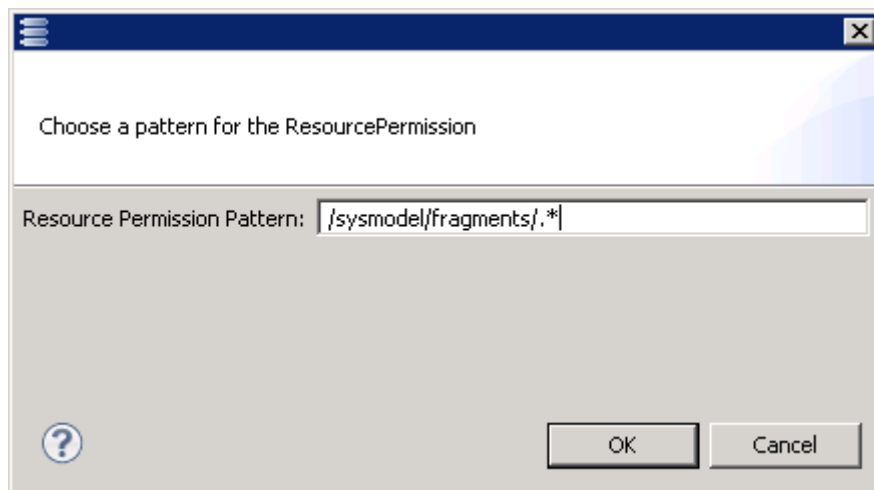 Choose a pattern for the ResourcePermission
Resource Permission Pattern: /sysmodel/fragments/.*
?
OK Cancel